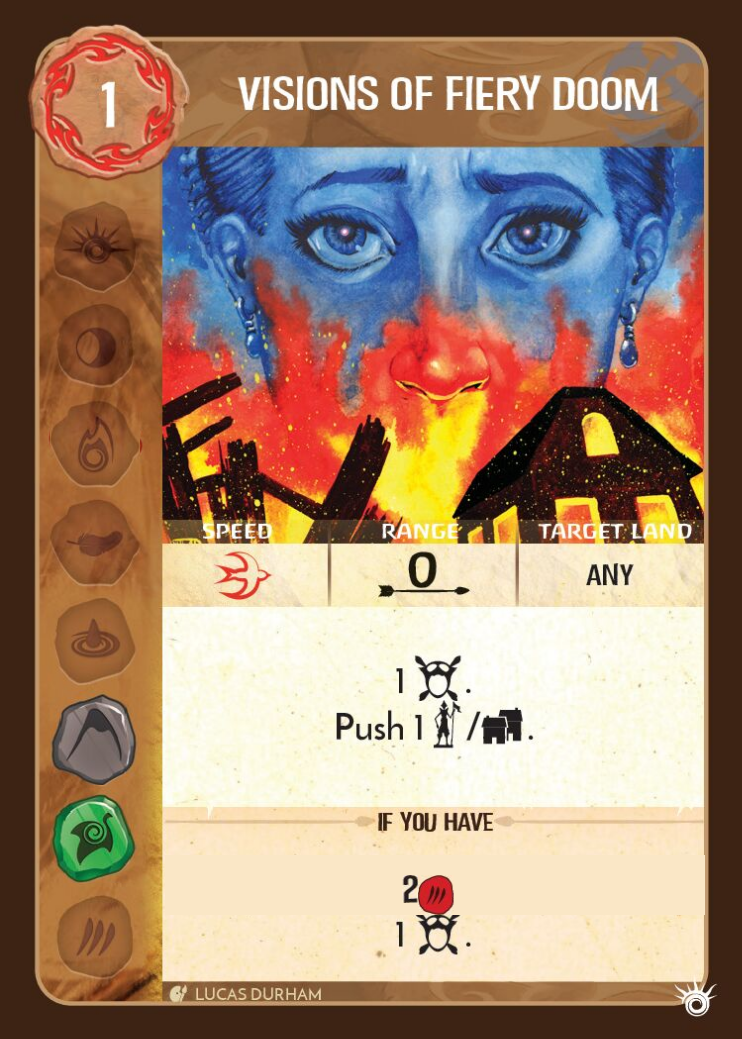 1
VISIONS OF FIERY DOOM
SPEED RANGE TARGET LAND
0 ANY
1 .
Push 1 / .
IF YOU HAVE
2
1 .
LUCAS DURHAM